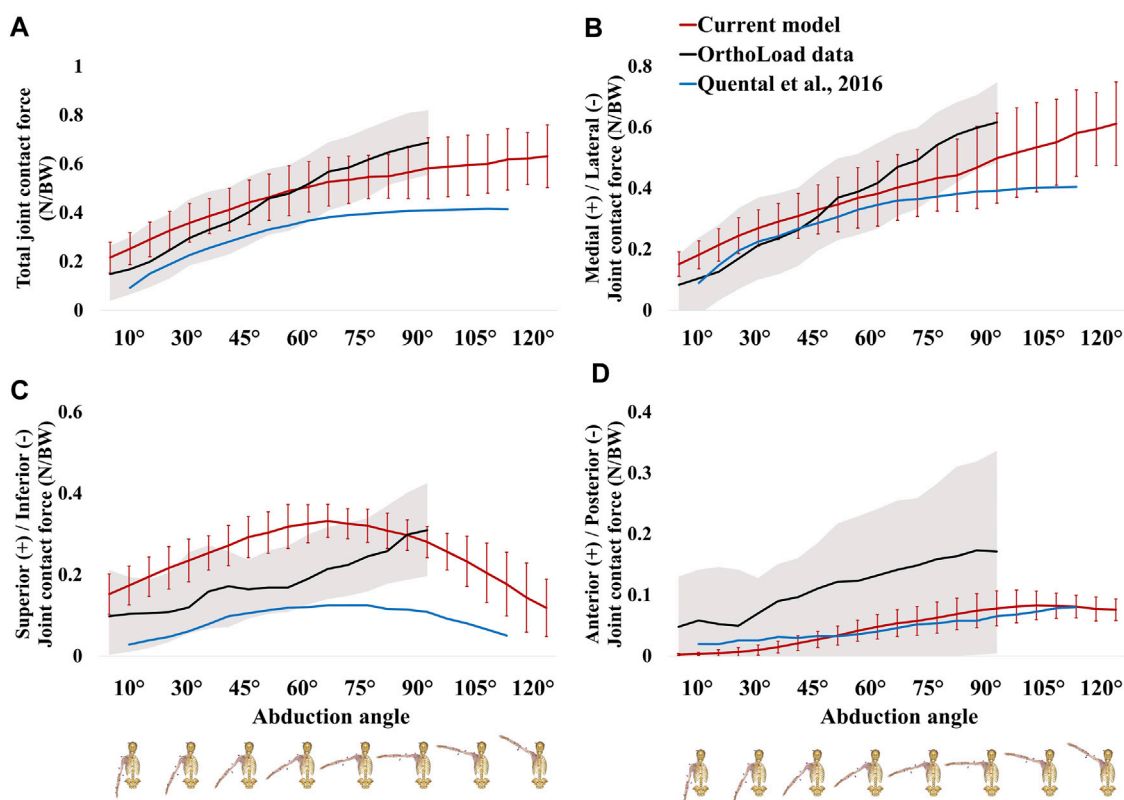 A
Total joint contact force
(N/BW)
1
0.8
0.6
0.4
0.2
0
10° 30° 45° 60° 75° 90° 105° 120°
B
Current model
OrthoLoad data
Quental et al., 2016
Medial (+) / Lateral (-)
Joint contact force (N/BW)
0.8
0.6
0.4
0.2
0
10° 30° 45° 60° 75° 90° 105° 120°
C
Superior (+) / Inferior (-)
Joint contact force (N/BW)
0.6
0.4
0.2
0
10° 30° 45° 60° 75° 90° 105° 120°
Abduction angle
D
Anterior (+) / Posterior (-)
Joint contact force (N/BW)
0.4
0.3
0.2
0.1
0
10° 30° 45° 60° 75° 90° 105° 120°
Abduction angle